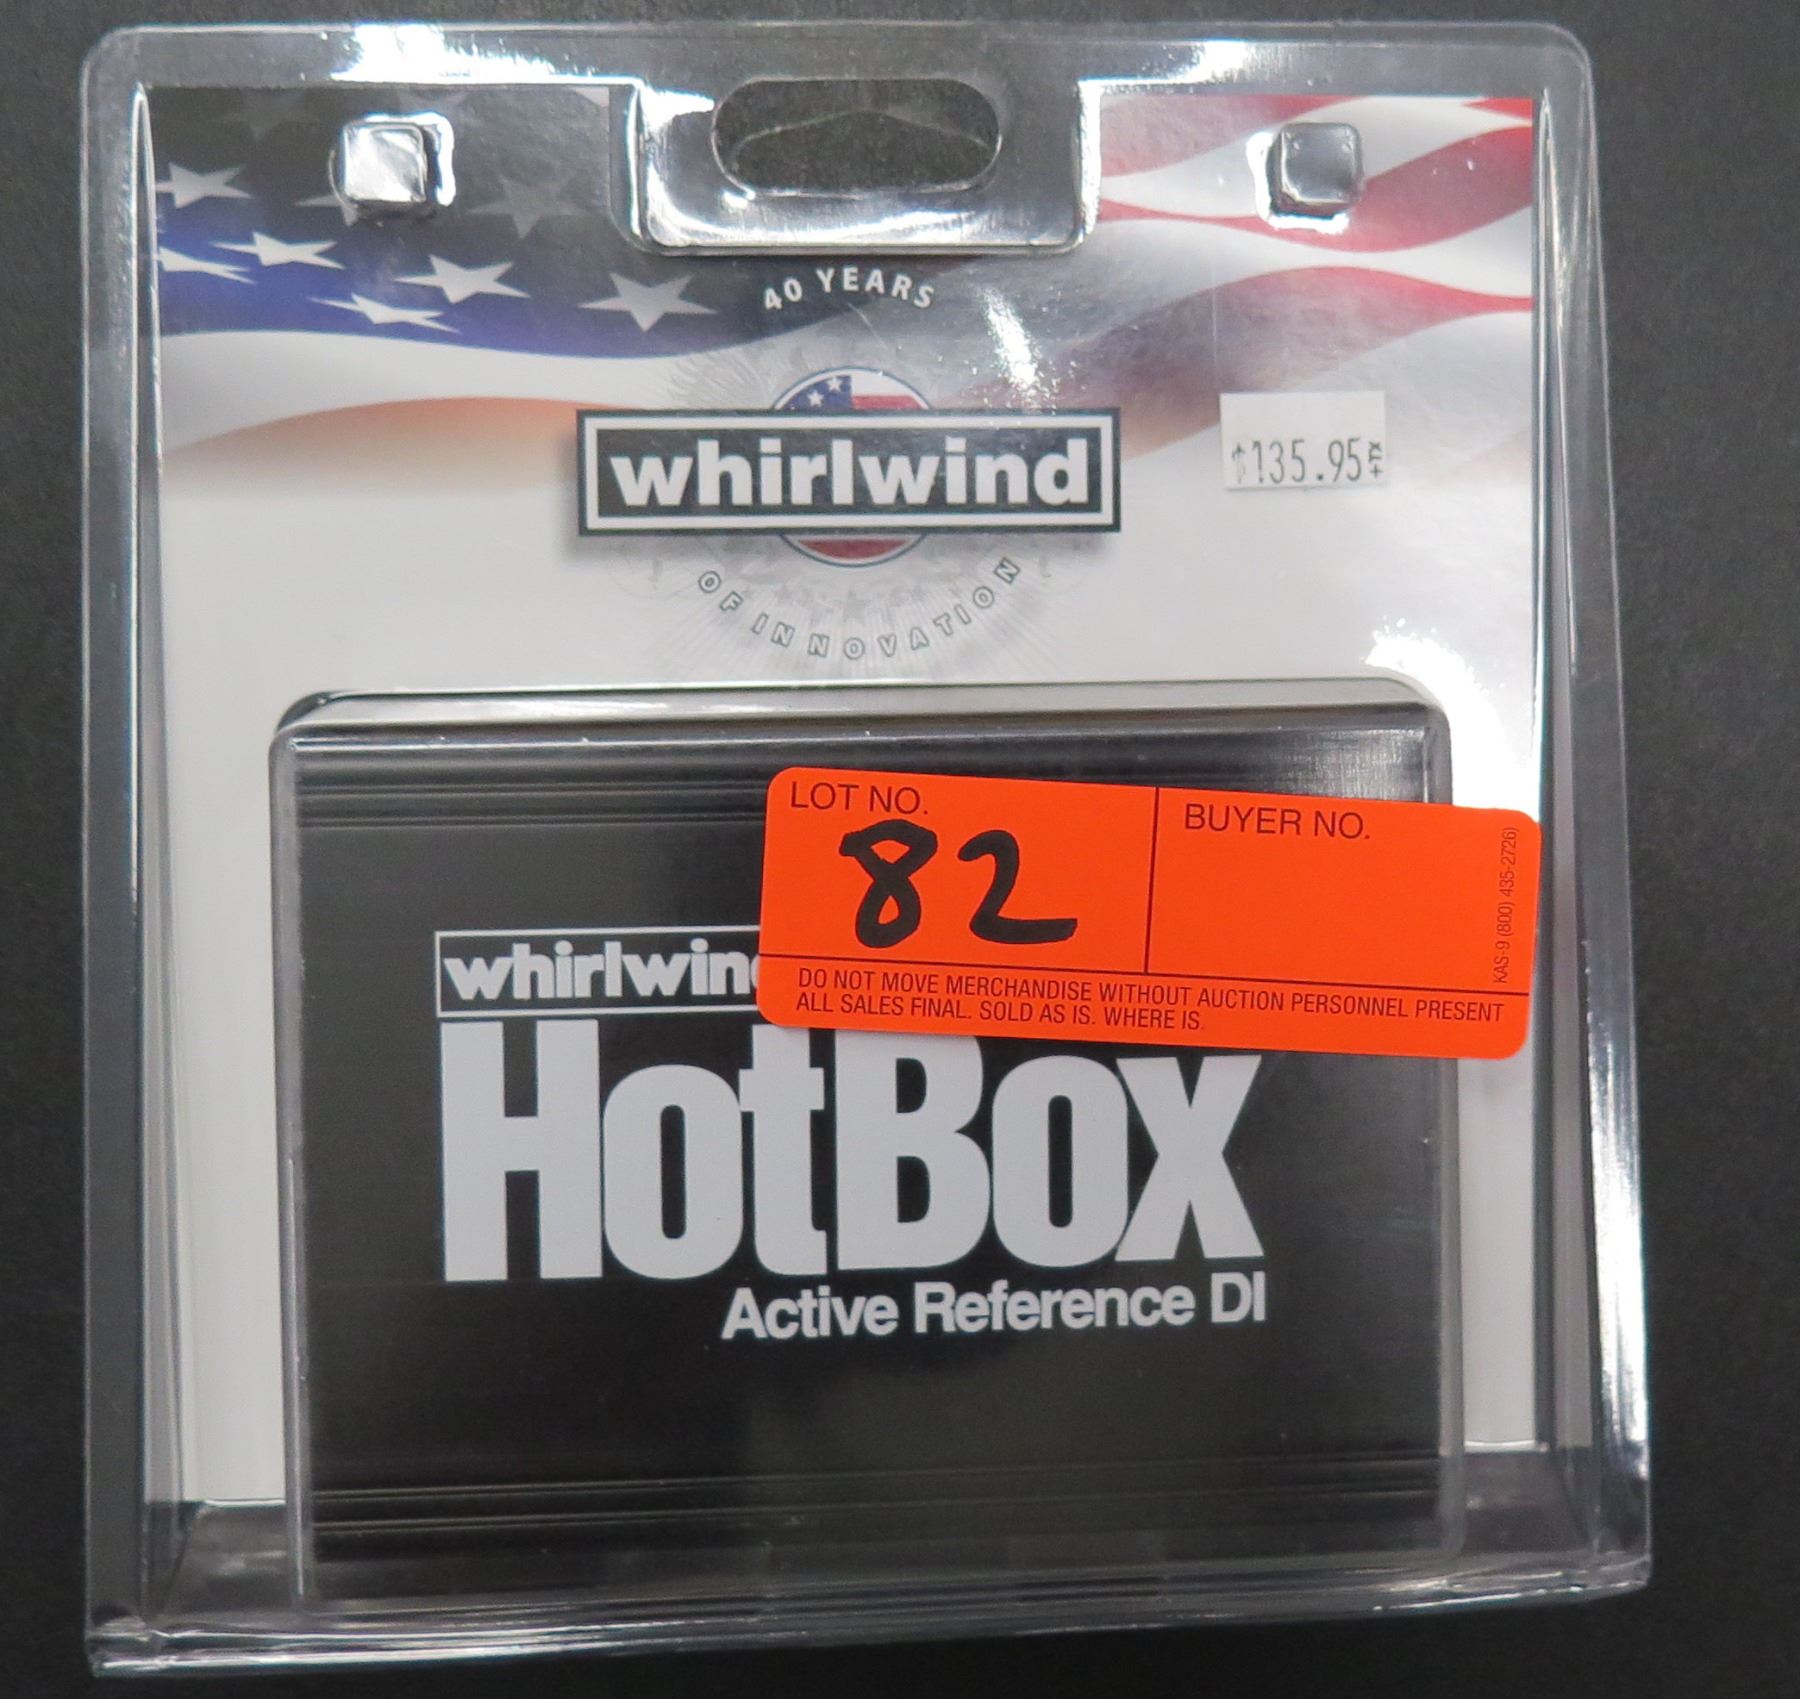 40 YEARS
whirlwind
$135.95 +TX
OF INNOVATION
LOT NO.
82
BUYER NO.
KAS-9 (800) 435-2726)
DO NOT MOVE MERCHANDISE WITHOUT AUCTION PERSONNEL PRESENT
ALL SALES FINAL. SOLD AS IS. WHERE IS.
whirlwin
HotBox
Active Reference DI